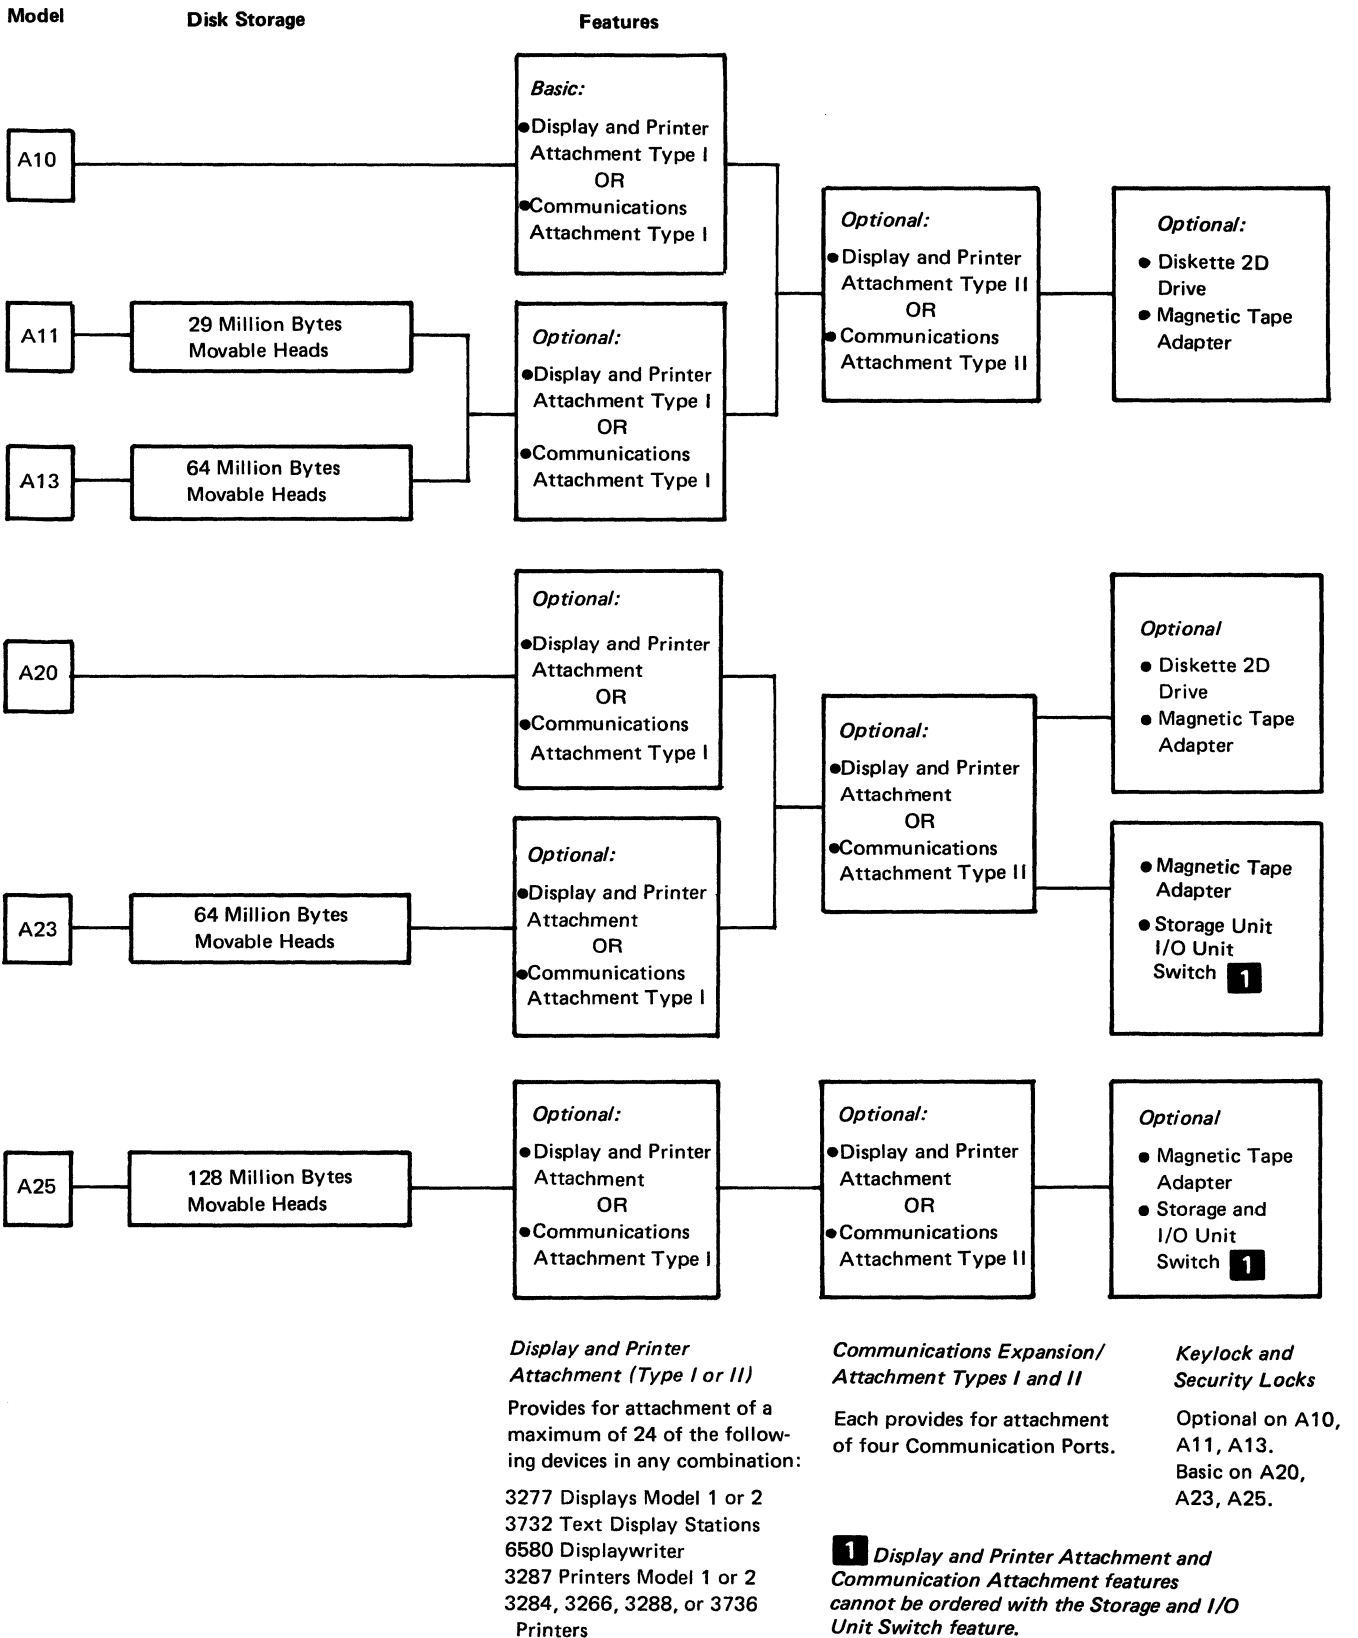 Model
Disk Storage
Features
A10
Basic:
●Display and Printer
Attachment Type I
OR
●Communications
Attachment Type I
A11
29 Million Bytes
Movable Heads
A13
64 Million Bytes
Movable Heads
Optional:
●Display and Printer
Attachment Type I
OR
●Communications
Attachment Type I
Optional:
●Display and Printer
Attachment Type II
OR
●Communications
Attachment Type II
Optional:
● Diskette 2D
Drive
● Magnetic Tape
Adapter
A20
Optional:
●Display and Printer
Attachment
OR
●Communications
Attachment Type I
A23
64 Million Bytes
Movable Heads
Optional:
●Display and Printer
Attachment
OR
●Communications
Attachment Type I
Optional:
●Display and Printer
Attachment
OR
●Communications
Attachment Type II
Optional
● Diskette 2D
Drive
● Magnetic Tape
Adapter
● Magnetic Tape
Adapter
● Storage Unit
I/O Unit
Switch 1
A25
128 Million Bytes
Movable Heads
Optional:
●Display and Printer
Attachment
OR
●Communications
Attachment Type I
Optional:
●Display and Printer
Attachment
OR
●Communications
Attachment Type II
Optional
● Magnetic Tape
Adapter
● Storage and
I/O Unit
Switch 1
Display and Printer
Attachment (Type I or II)
Provides for attachment of a
maximum of 24 of the follow-
ing devices in any combination:
3277 Displays Model 1 or 2
3732 Text Display Stations
6580 Displaywriter
3287 Printers Model 1 or 2
3284, 3266, 3288, or 3736
Printers
Communications Expansion/
Attachment Types I and II
Each provides for attachment
of four Communication Ports.
Keylock and
Security Locks
Optional on A10,
A11, A13.
Basic on A20,
A23, A25.
1 Display and Printer Attachment and
Communication Attachment features
cannot be ordered with the Storage and I/O
Unit Switch feature.